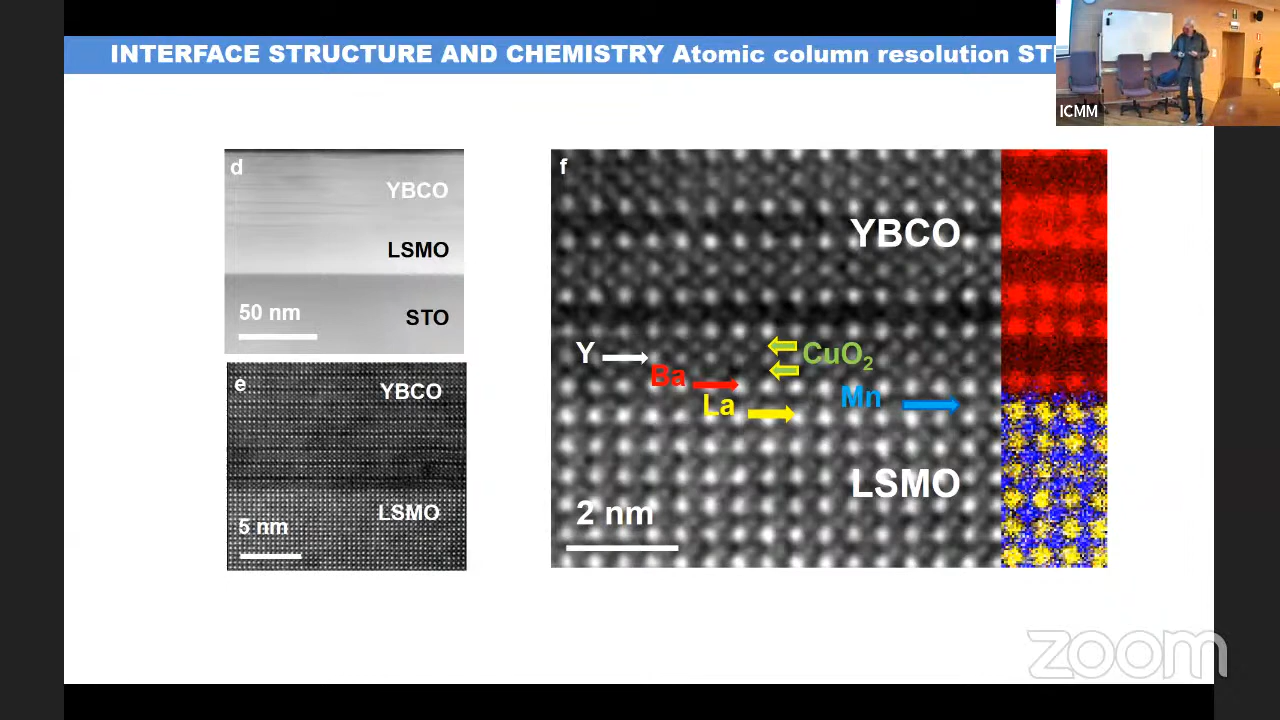 INTERFACE STRUCTURE AND CHEMISTRY Atomic column resolution
ICMM
d
YBCO
LSMO
STO
50 nm
e
YBCO
LSMO
5 nm
f
YBCO
Y
CuO₂
Ba
La
Mn
LSMO
2 nm
zoom